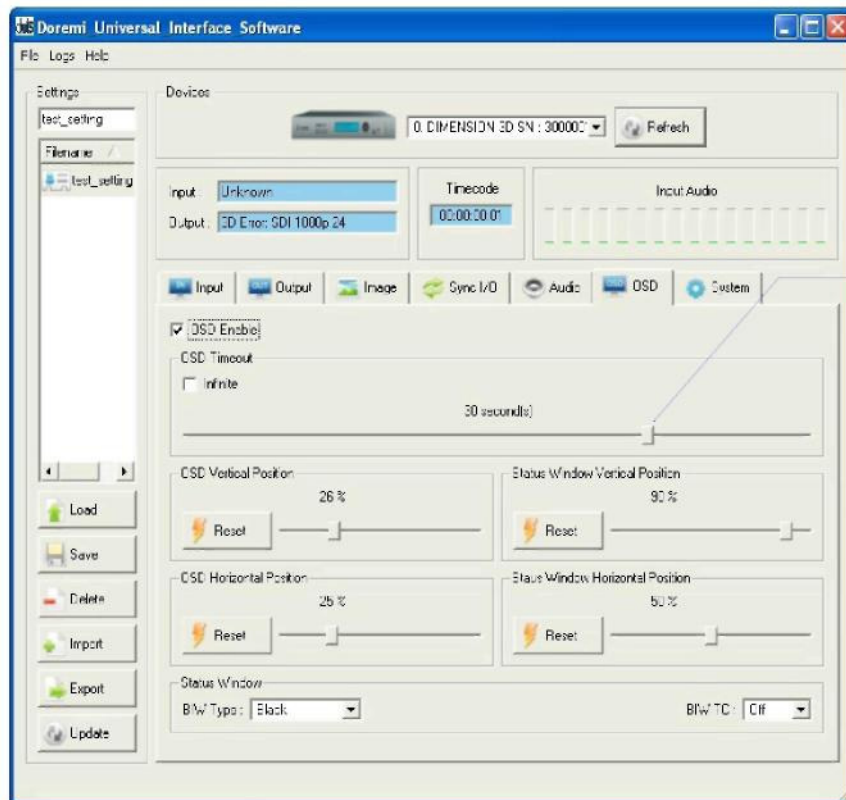 Doremi Universal Interface Software
File Logs Help
Settings
test_setting
Filename
test_setting
Load
Save
Delete
Import
Export
Update
Devices
0. DIMENSION 3D SN : 300000
Refresh
Input : Unknown
Output : 3D Error: SDI 1080p 24
Timecode
00:00:00:01
Input Audio
Input
Output
Image
Sync I/O
Audio
OSD
System
OSD Enable
OSD Timeout
Infinite
30 second(s)
OSD Vertical Position
26 %
Reset
Status Window Vertical Position
90 %
Reset
OSD Horizontal Position
25 %
Reset
Staus Window Horizontal Position
50 %
Reset
Status Window
BIW Type : Black
BIW TC : Off